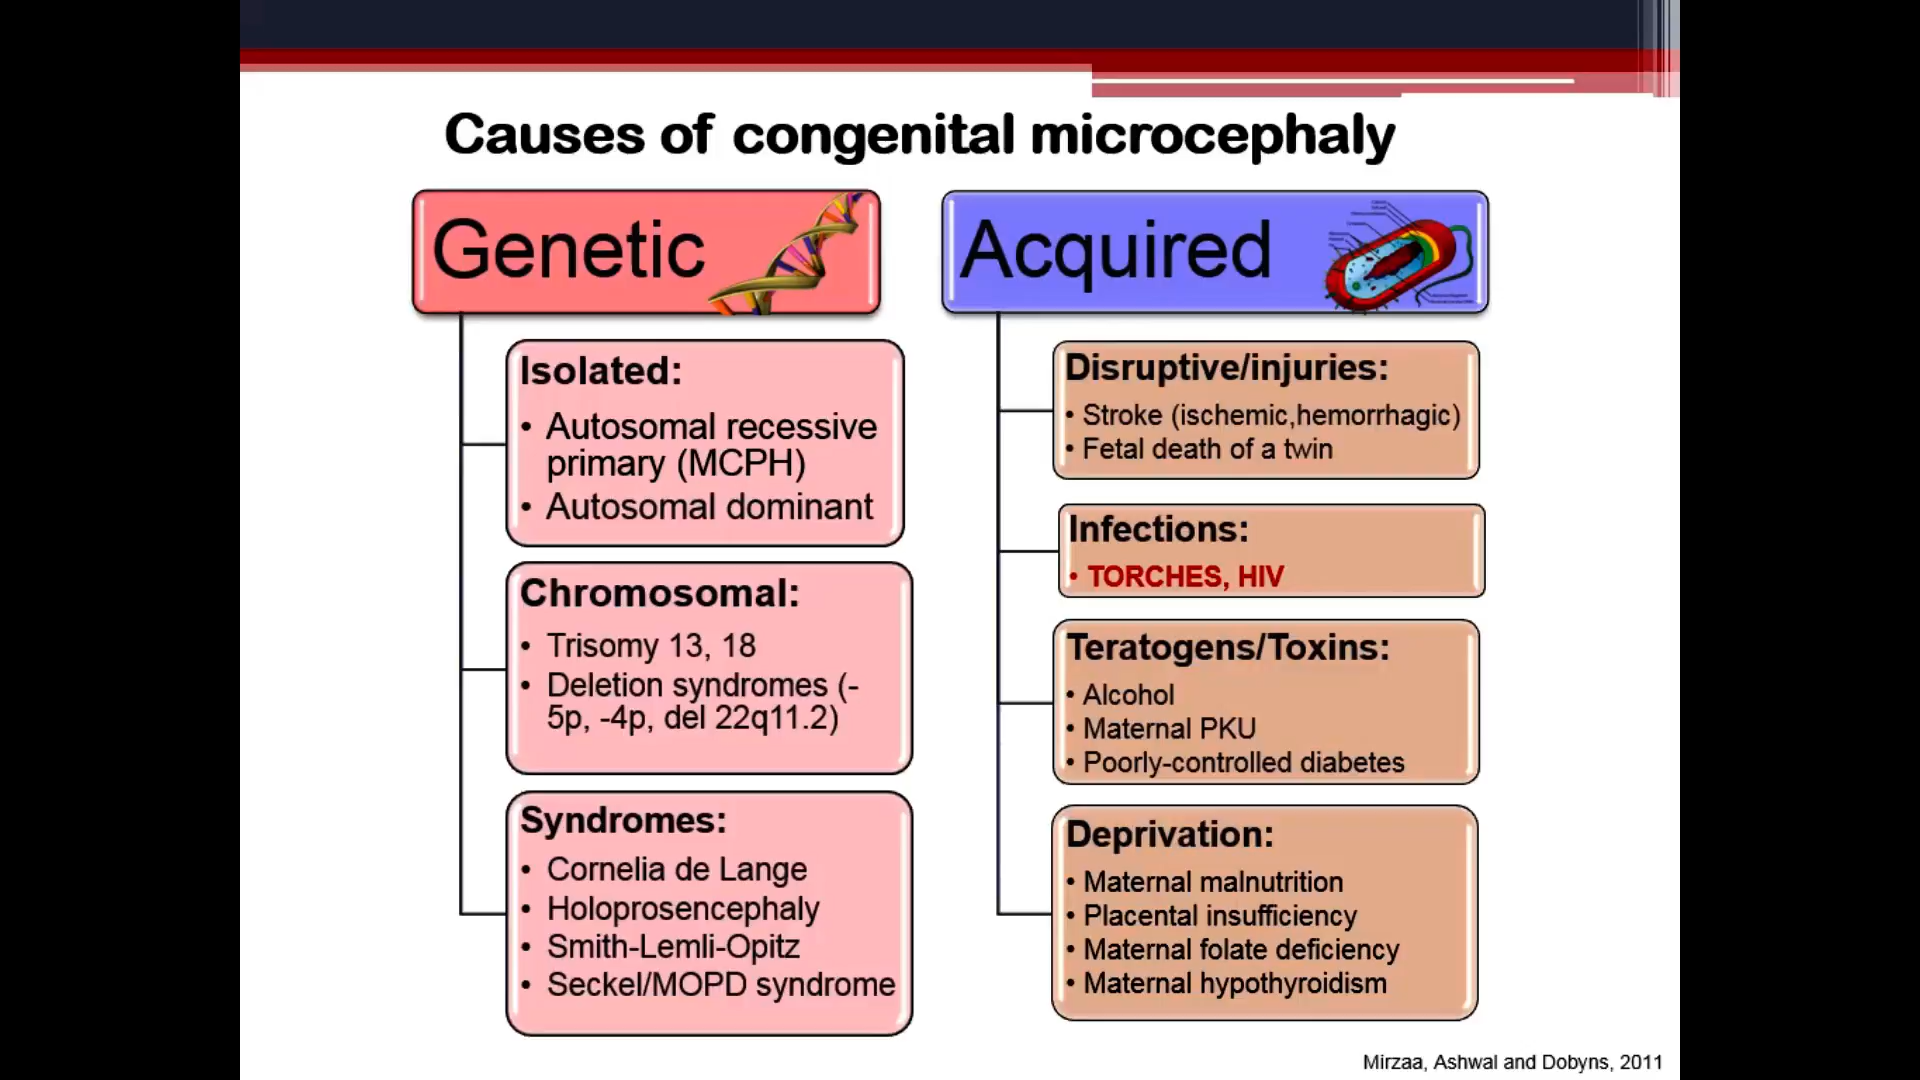 Causes of congenital microcephaly
Genetic
Isolated:
• Autosomal recessive
primary (MCPH)
• Autosomal dominant
Chromosomal:
• Trisomy 13, 18
• Deletion syndromes (-
5p, -4p, del 22q11.2)
Syndromes:
• Cornelia de Lange
• Holoprosencephaly
• Smith-Lemli-Opitz
• Seckel/MOPD syndrome
Acquired
Disruptive/injuries:
• Stroke (ischemic,hemorrhagic)
• Fetal death of a twin
Infections:
• TORCHES, HIV
Teratogens/Toxins:
• Alcohol
• Maternal PKU
• Poorly-controlled diabetes
Deprivation:
• Maternal malnutrition
• Placental insufficiency
• Maternal folate deficiency
• Maternal hypothyroidism
Mirzaa, Ashwal and Dobyns, 2011